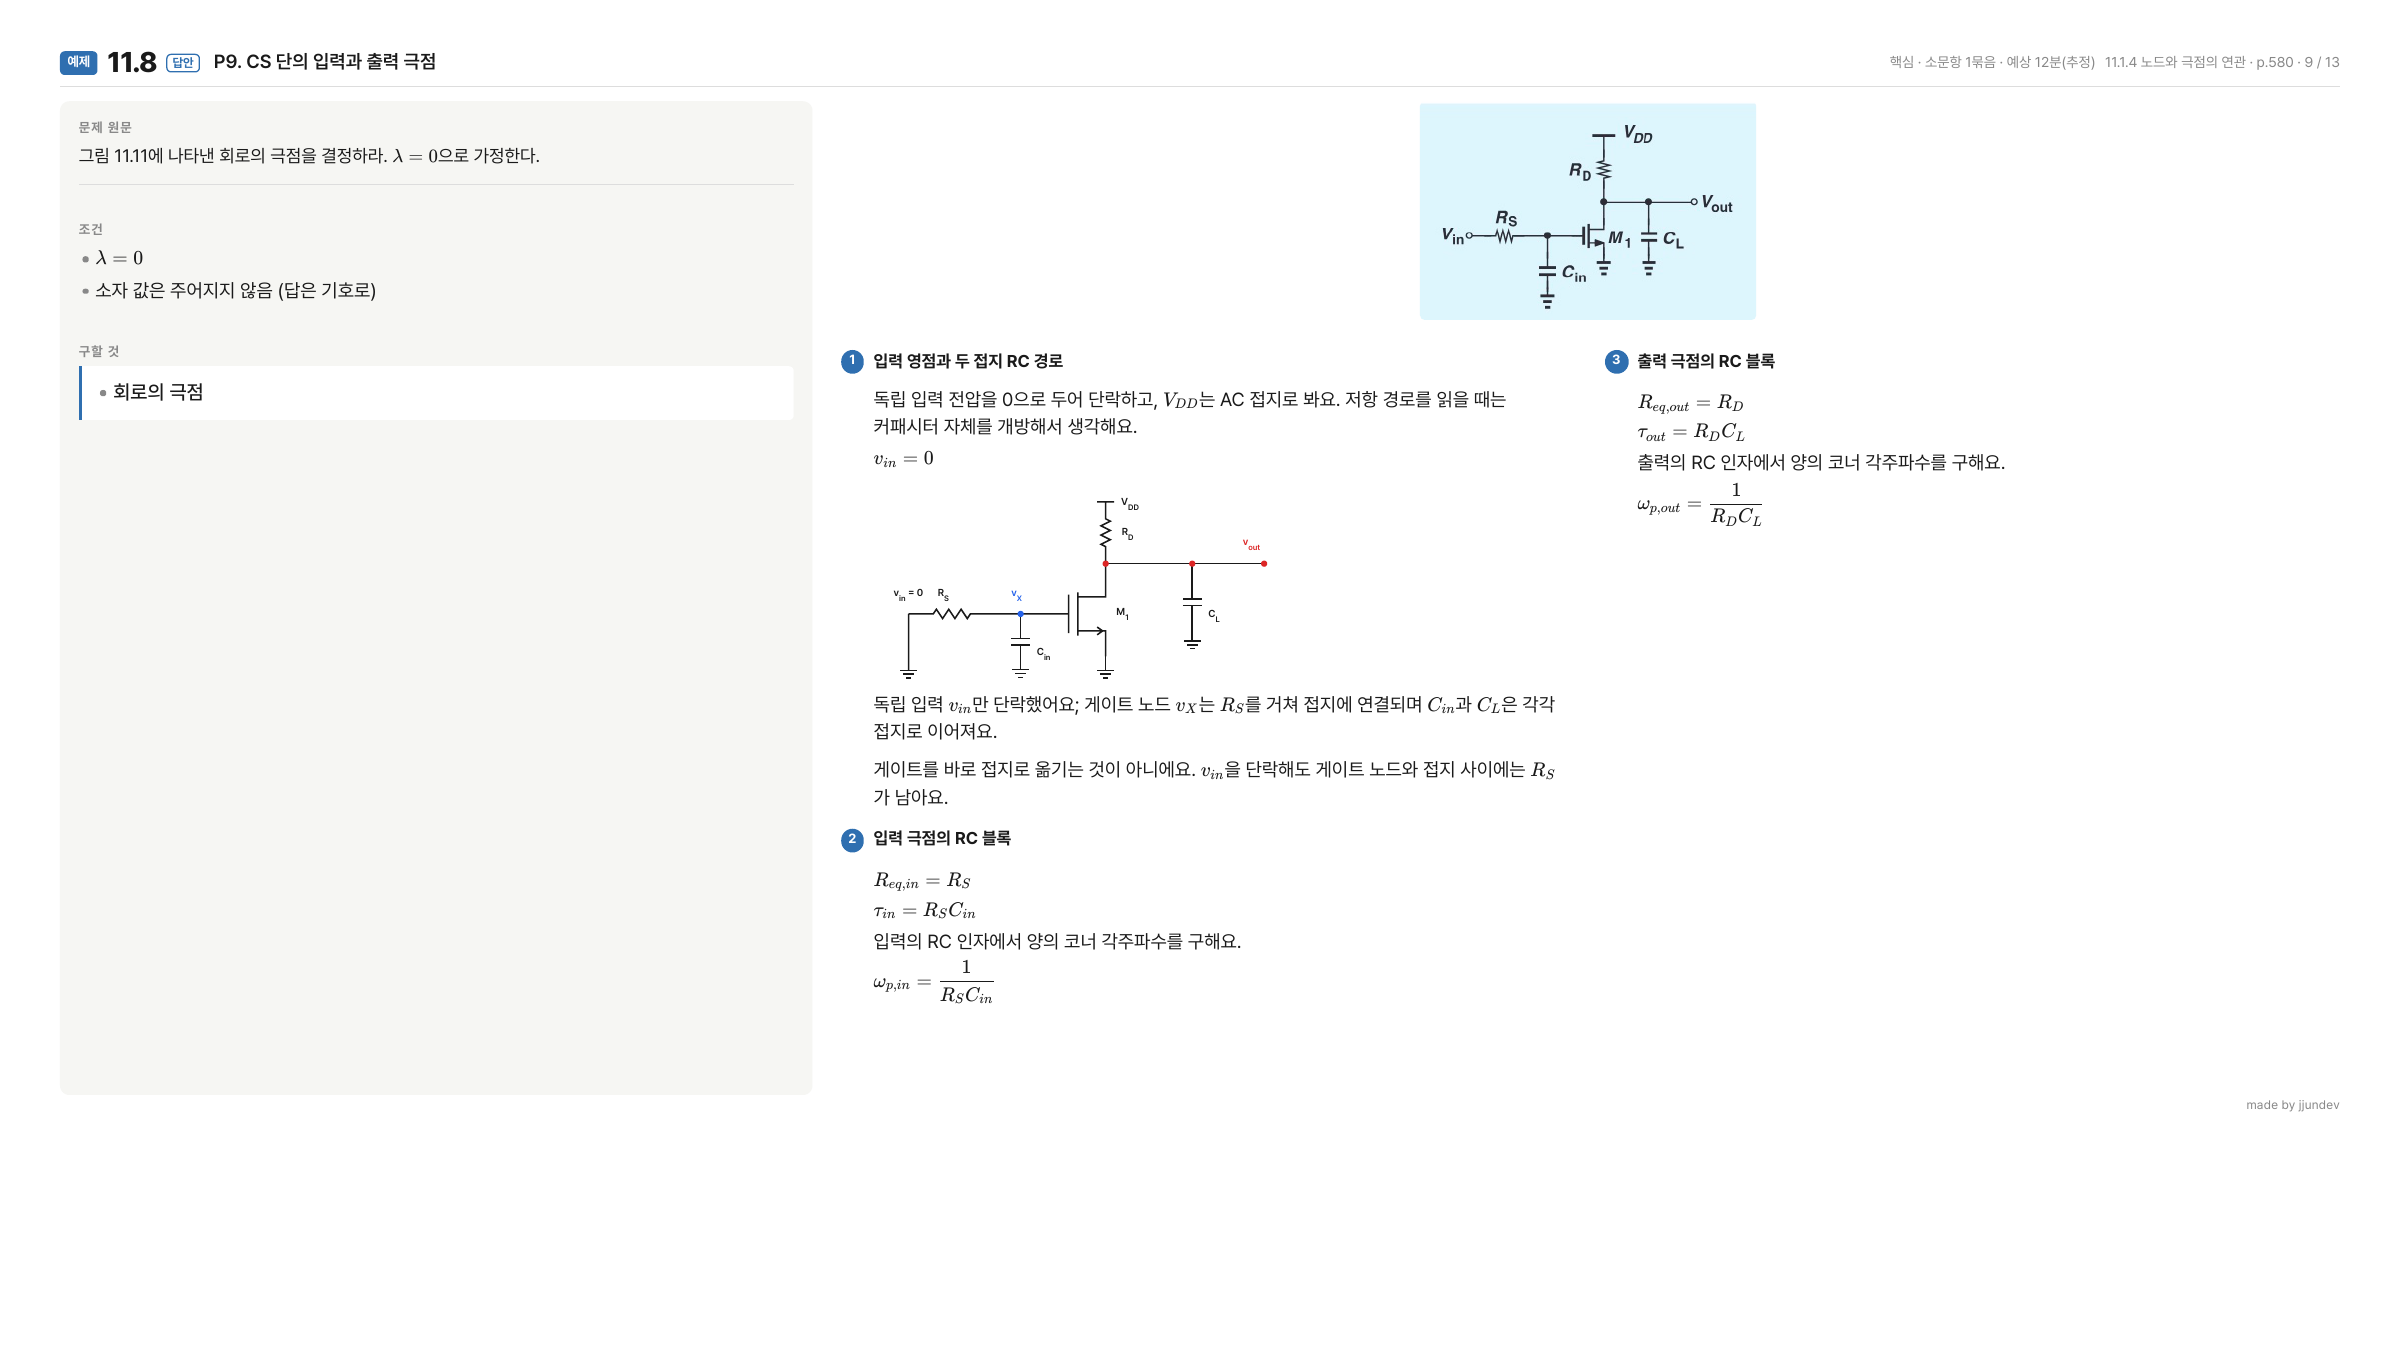 예제 11.8 답안 P9. CS 단의 입력과 출력 극점
핵심 · 소문항 1묶음 · 예상 12분(추정) 11.1.4 노드와 극점의 연관 · p.580 · 9 / 13
문제 원문
그림 11.11에 나타낸 회로의 극점을 결정하라. λ = 0으로 가정한다.
조건
• λ = 0
• 소자 값은 주어지지 않음 (답은 기호로)
구할 것
• 회로의 극점
V_DD
R_D
V_out
R_S
V_in
M_1
C_L
C_in
1 입력 영점과 두 접지 RC 경로
독립 입력 전압을 0으로 두어 단락하고, V_DD는 AC 접지로 봐요. 저항 경로를 읽을 때는
커패시터 자체를 개방해서 생각해요.
v_in = 0
V_DD
R_D
v_out
v_in = 0 R_S
v_X
M_1
C_L
C_in
독립 입력 v_in만 단락했어요; 게이트 노드 v_X는 R_S를 거쳐 접지에 연결되며 C_in과 C_L은 각각
접지로 이어져요.
게이트를 바로 접지로 옮기는 것이 아니에요. v_in을 단락해도 게이트 노드와 접지 사이에는 R_S
가 남아요.
2 입력 극점의 RC 블록
R_eq,in = R_S
τ_in = R_S C_in
입력의 RC 인자에서 양의 코너 각주파수를 구해요.
ω_p,in = 1 / (R_S C_in)
3 출력 극점의 RC 블록
R_eq,out = R_D
τ_out = R_D C_L
출력의 RC 인자에서 양의 코너 각주파수를 구해요.
ω_p,out = 1 / (R_D C_L)
made by jjundev